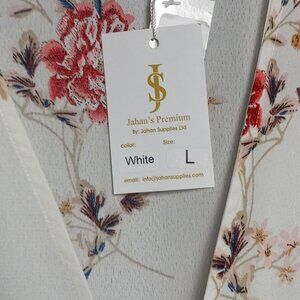 JS
Jahan's Premium
By: Jahan Supplies Ltd
color: Size:
White L
email: info@jahansupplies.com